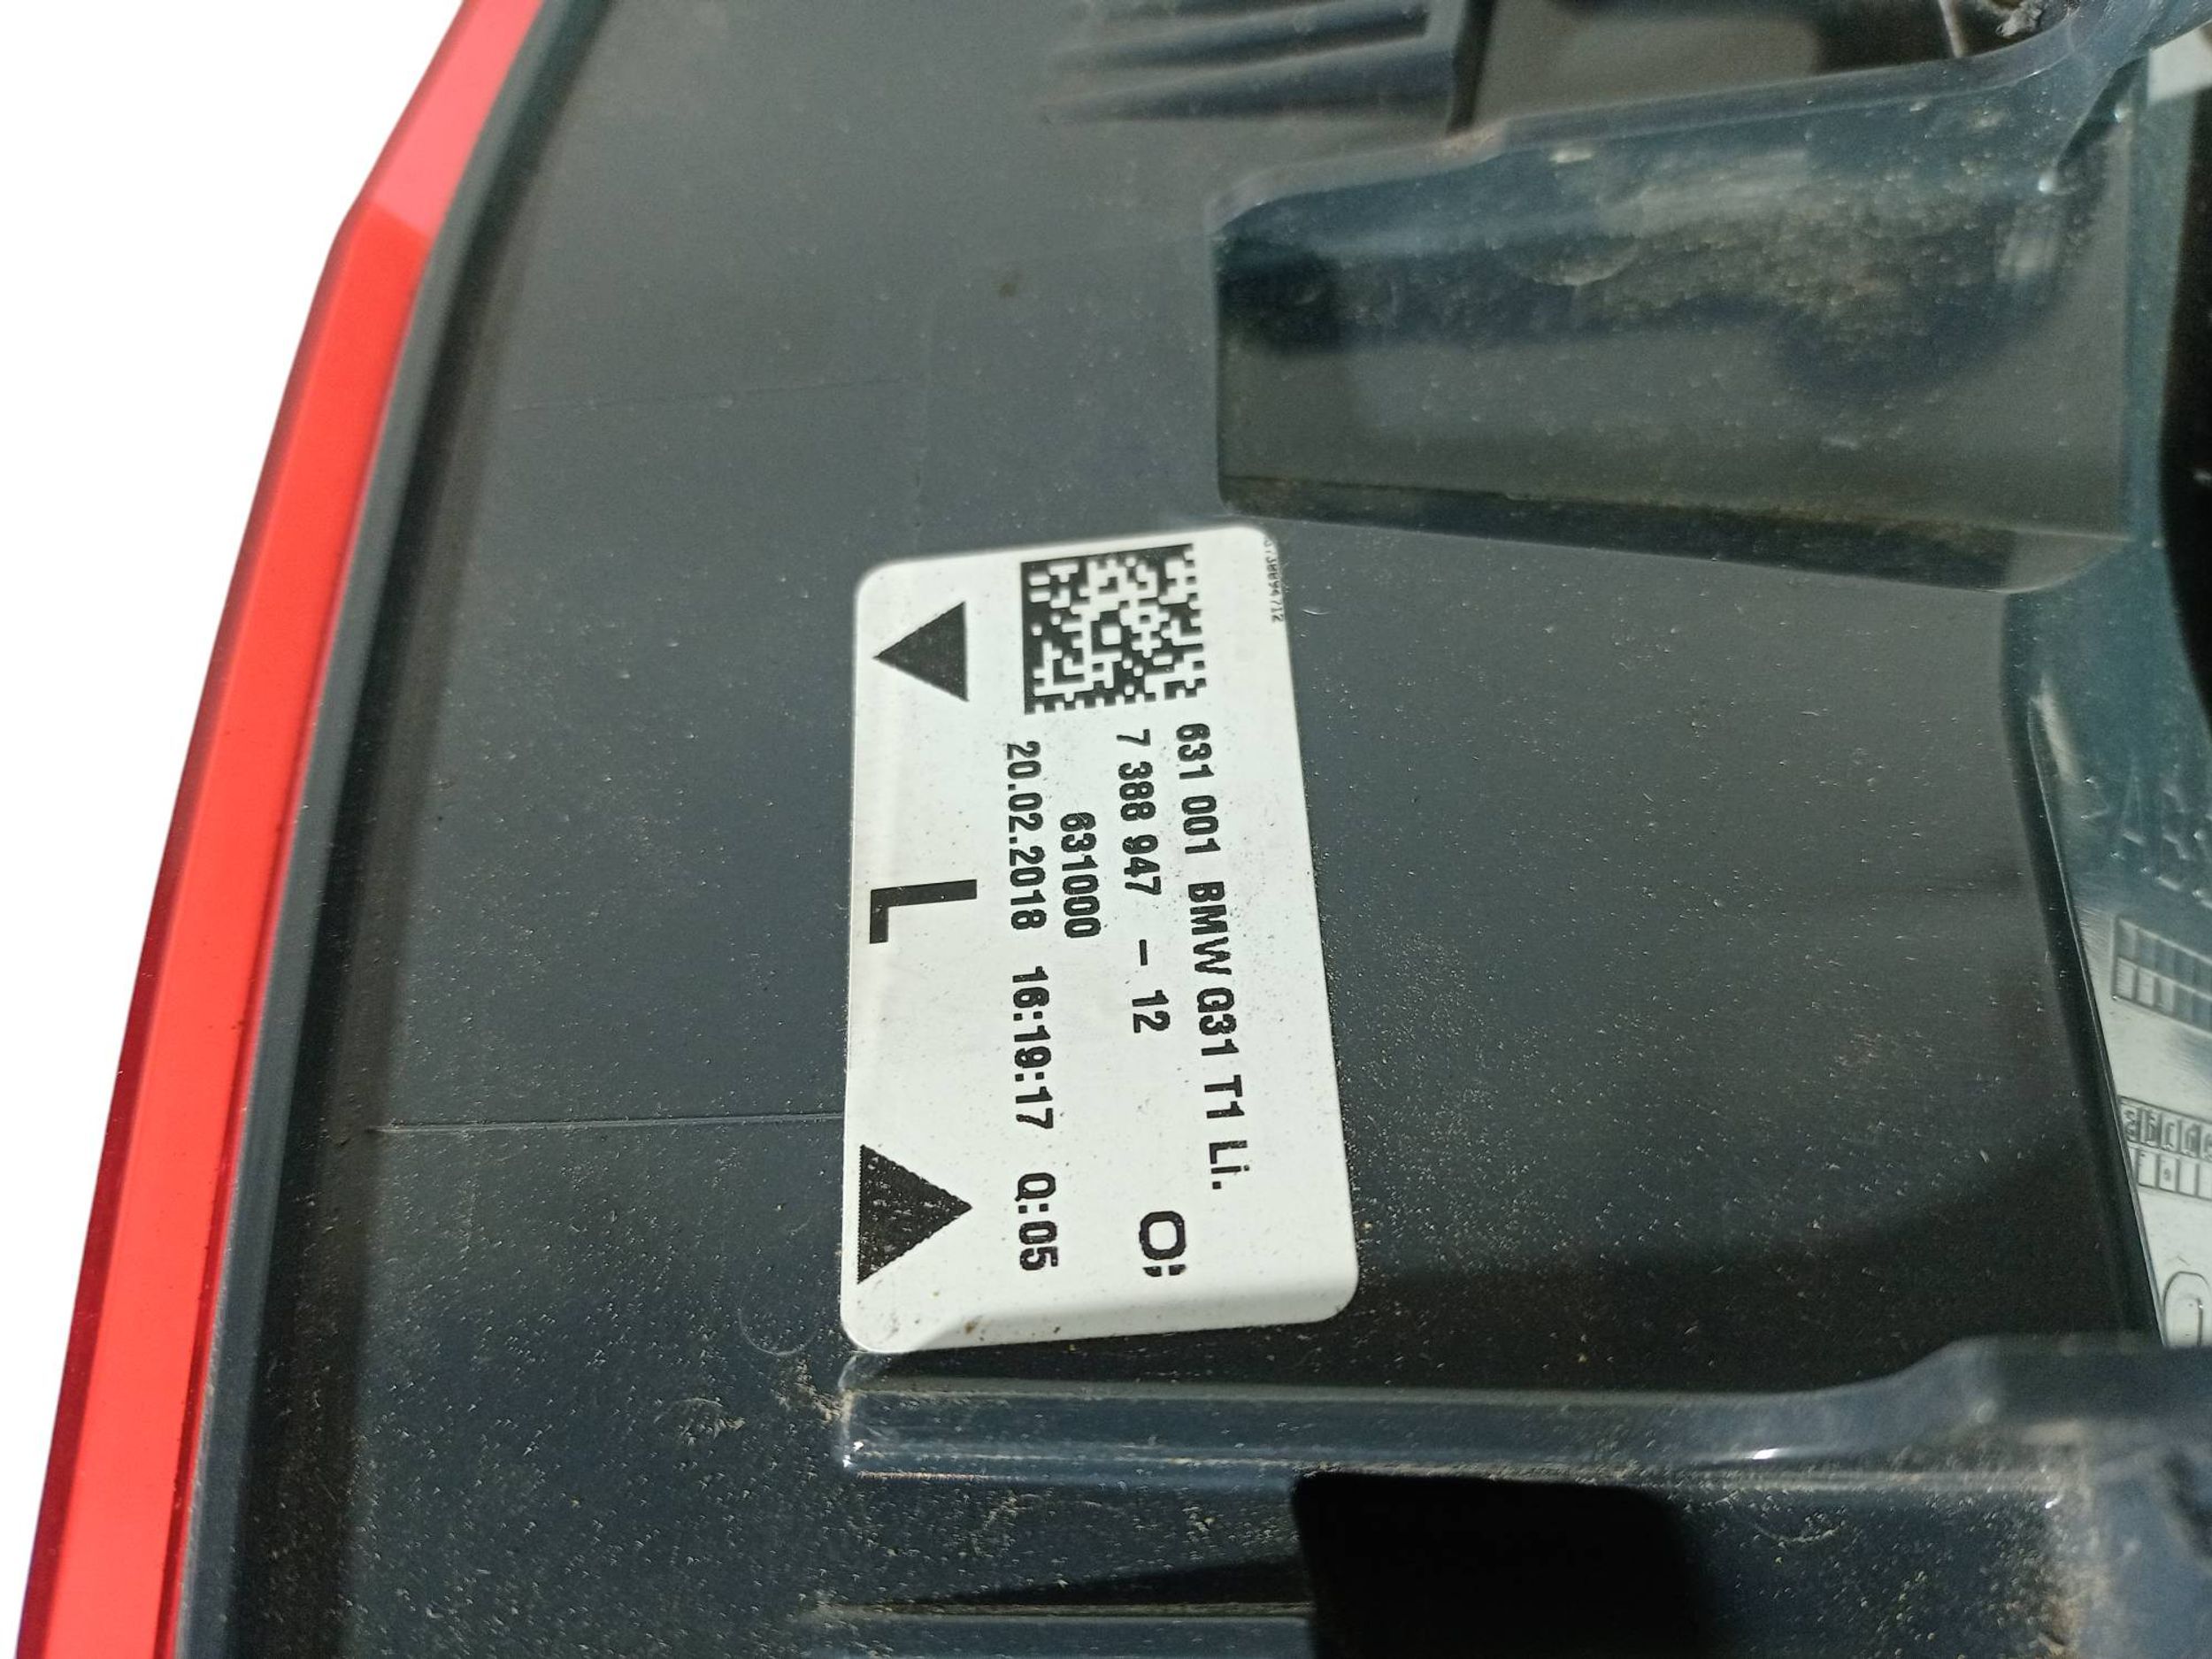 631 001 BMW G31 T1 Li.
7 388 947 - 12
631000
20.02.2018 16:19:17 Q:05
L